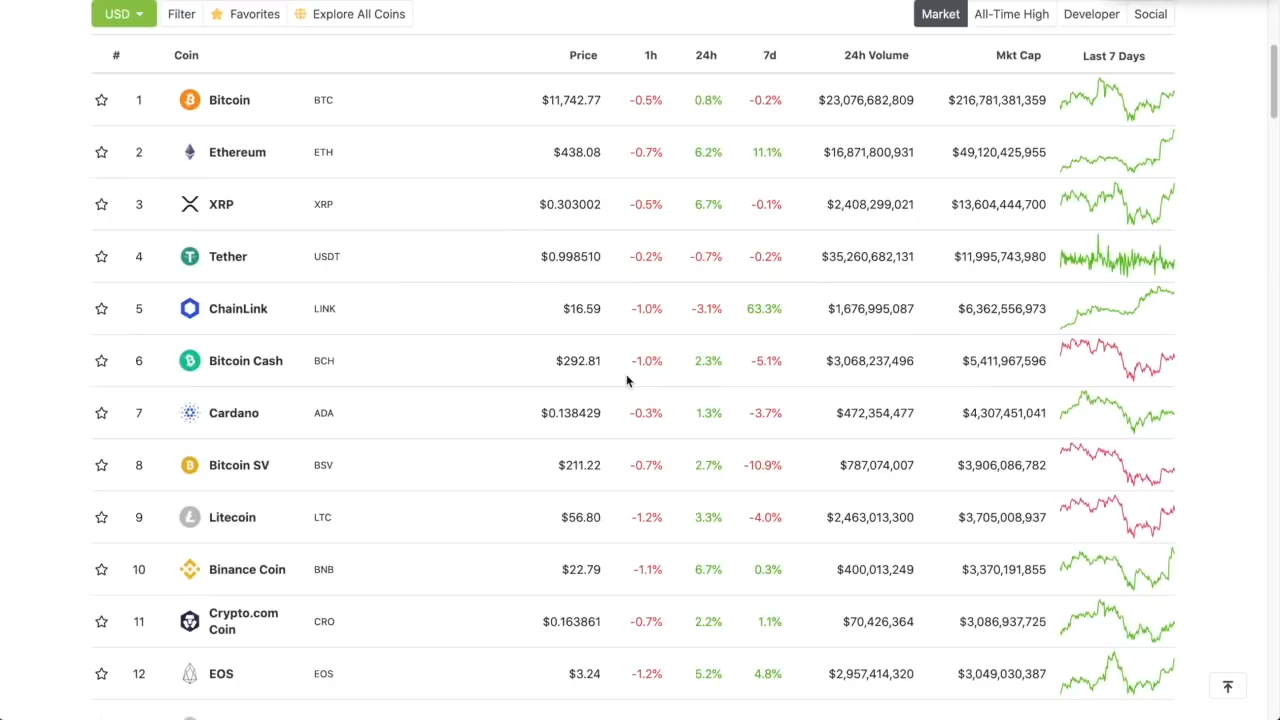 USD Filter Favorites Explore All Coins Market All-Time High Developer Social
# Coin Price 1h 24h 7d 24h Volume Mkt Cap Last 7 Days
1 Bitcoin BTC $11,742.77 -0.5% 0.8% -0.2% $23,076,682,809 $216,781,381,359
2 Ethereum ETH $438.08 -0.7% 6.2% 11.1% $16,871,800,931 $49,120,425,955
3 XRP XRP $0.303002 -0.5% 6.7% -0.1% $2,408,299,021 $13,604,444,700
4 Tether USDT $0.998510 -0.2% -0.7% -0.2% $35,260,682,131 $11,995,743,980
5 ChainLink LINK $16.59 -1.0% -3.1% 63.3% $1,676,995,087 $6,362,556,973
6 Bitcoin Cash BCH $292.81 -1.0% 2.3% -5.1% $3,068,237,496 $5,411,967,596
7 Cardano ADA $0.138429 -0.3% 1.3% -3.7% $472,354,477 $4,307,451,041
8 Bitcoin SV BSV $211.22 -0.7% 2.7% -10.9% $787,074,007 $3,906,086,782
9 Litecoin LTC $56.80 -1.2% 3.3% -4.0% $2,463,013,300 $3,705,008,937
10 Binance Coin BNB $22.79 -1.1% 6.7% 0.3% $400,013,249 $3,370,191,855
11 Crypto.com Coin CRO $0.163861 -0.7% 2.2% 1.1% $70,426,364 $3,086,937,725
12 EOS EOS $3.24 -1.2% 5.2% 4.8% $2,957,414,320 $3,049,030,387